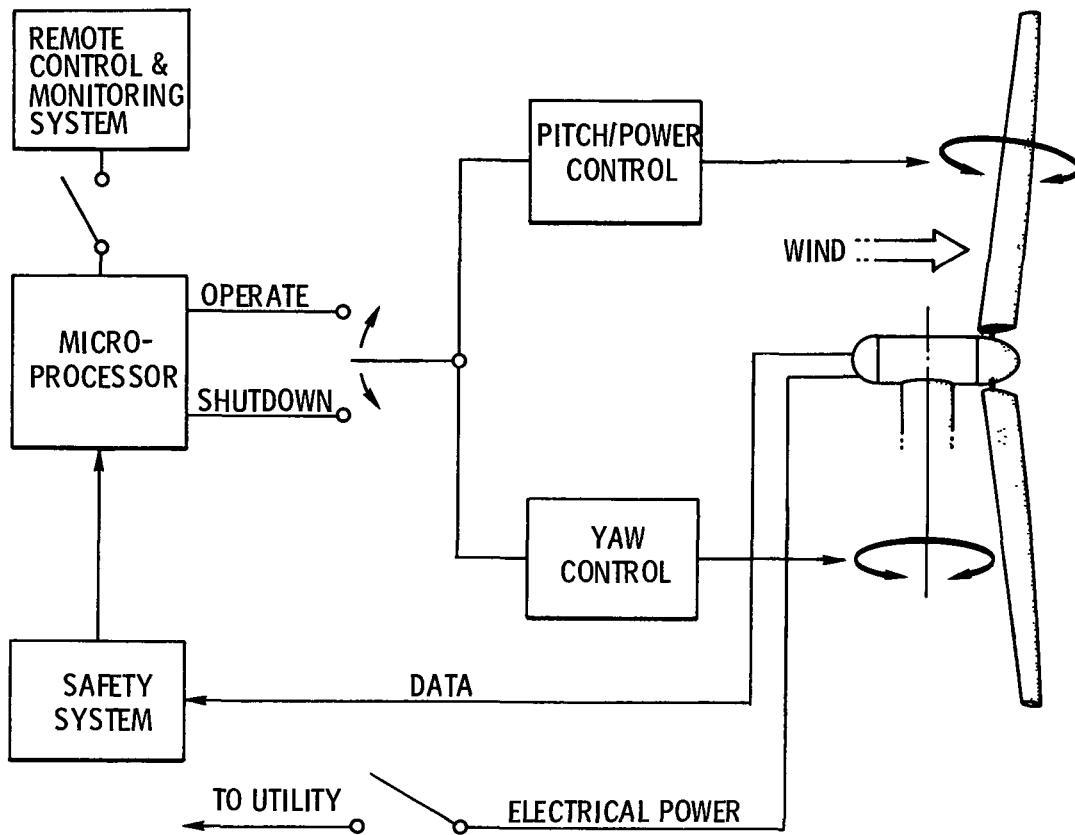 REMOTE
CONTROL &
MONITORING
SYSTEM
PITCH/POWER
CONTROL
WIND
OPERATE
MICRO-
PROCESSOR
SHUTDOWN
YAW
CONTROL
SAFETY
SYSTEM
DATA
TO UTILITY
ELECTRICAL POWER